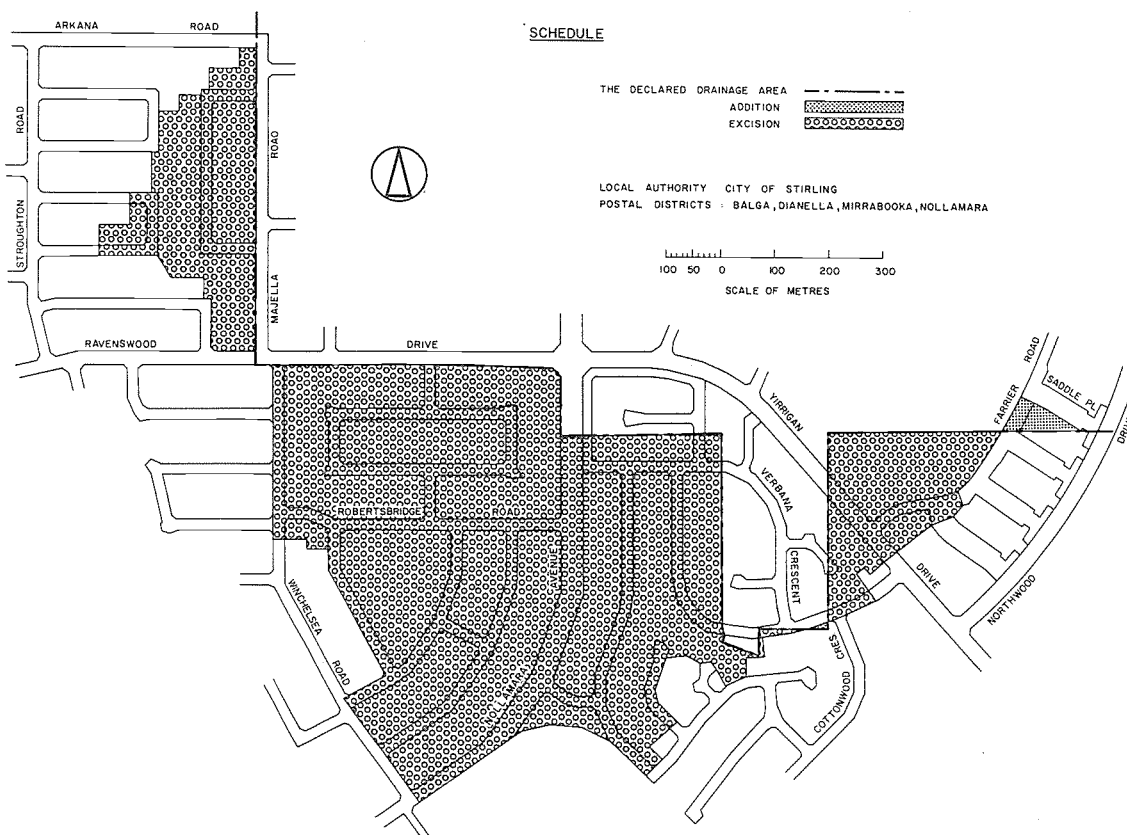 SCHEDULE
ARKANA ROAD
THE DECLARED DRAINAGE AREA
ADDITION
EXCISION
LOCAL AUTHORITY CITY OF STIRLING
POSTAL DISTRICTS : BALGA, DIANELLA, MIRRABOOKA, NOLLAMARA
100 50 0 100 200 300
SCALE OF METRES
STROUGHTON ROAD
MAJELLA ROAD
RAVENSWOOD DRIVE
YIRRIGAN DRIVE
FARRIER ROAD
SADDLE PL
NORTHWOOD DRIVE
VERBANA CRESCENT
ROBERTSBRIDGE ROAD
NOLLAMARA AVENUE
WINCHELSEA ROAD
COTTONWOOD CRES